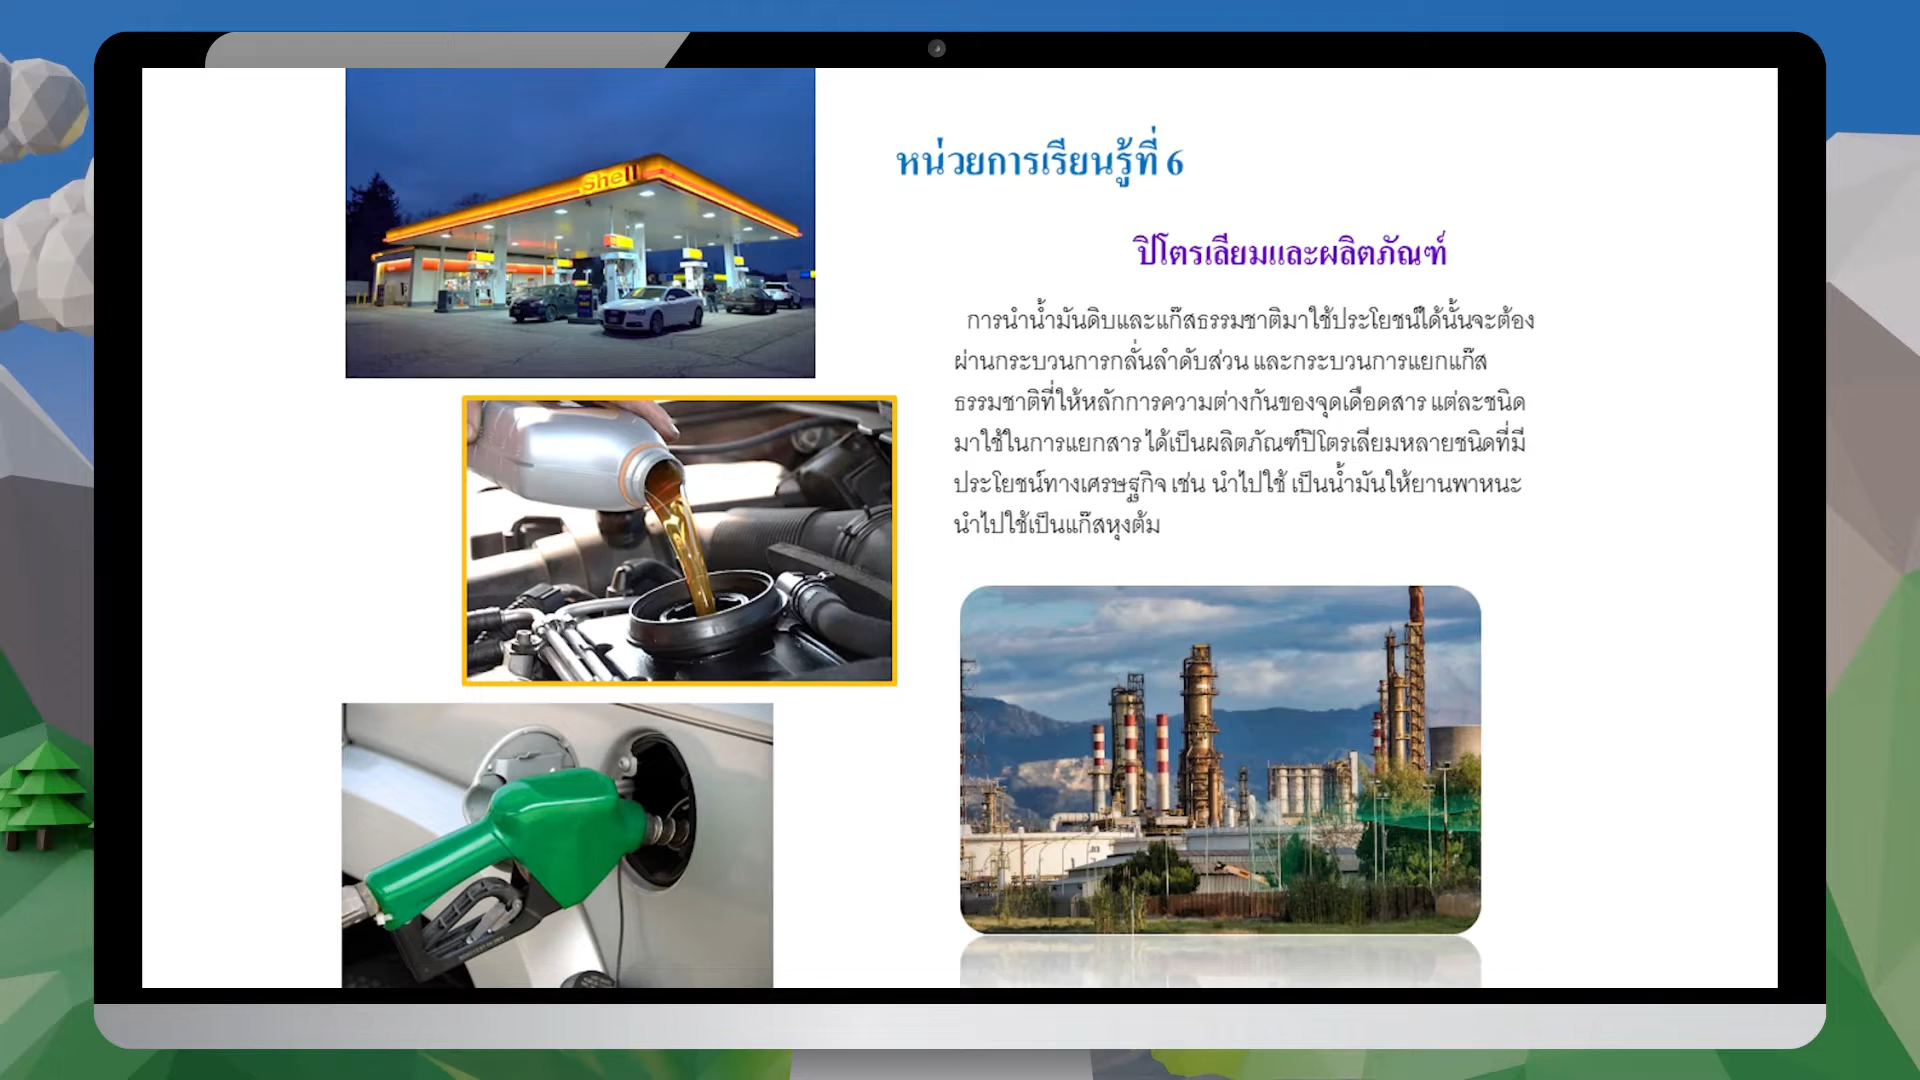 Shell
หน่วยการเรียนรู้ที่ 6
ปิโตรเลียมและผลิตภัณฑ์
การนำน้ำมันดิบและแก๊สธรรมชาติมาใช้ประโยชน์ได้นั้นจะต้อง
ผ่านกระบวนการกลั่นลำดับส่วน และกระบวนการแยกแก๊ส
ธรรมชาติที่ให้หลักการความต่างกันของจุดเดือดสาร แต่ละชนิด
มาใช้ในการแยกสาร ได้เป็นผลิตภัณฑ์ปิโตรเลียมหลายชนิดที่มี
ประโยชน์ทางเศรษฐกิจ เช่น นำไปใช้ เป็นน้ำมันให้ยานพาหนะ
นำไปใช้เป็นแก๊สหุงต้ม